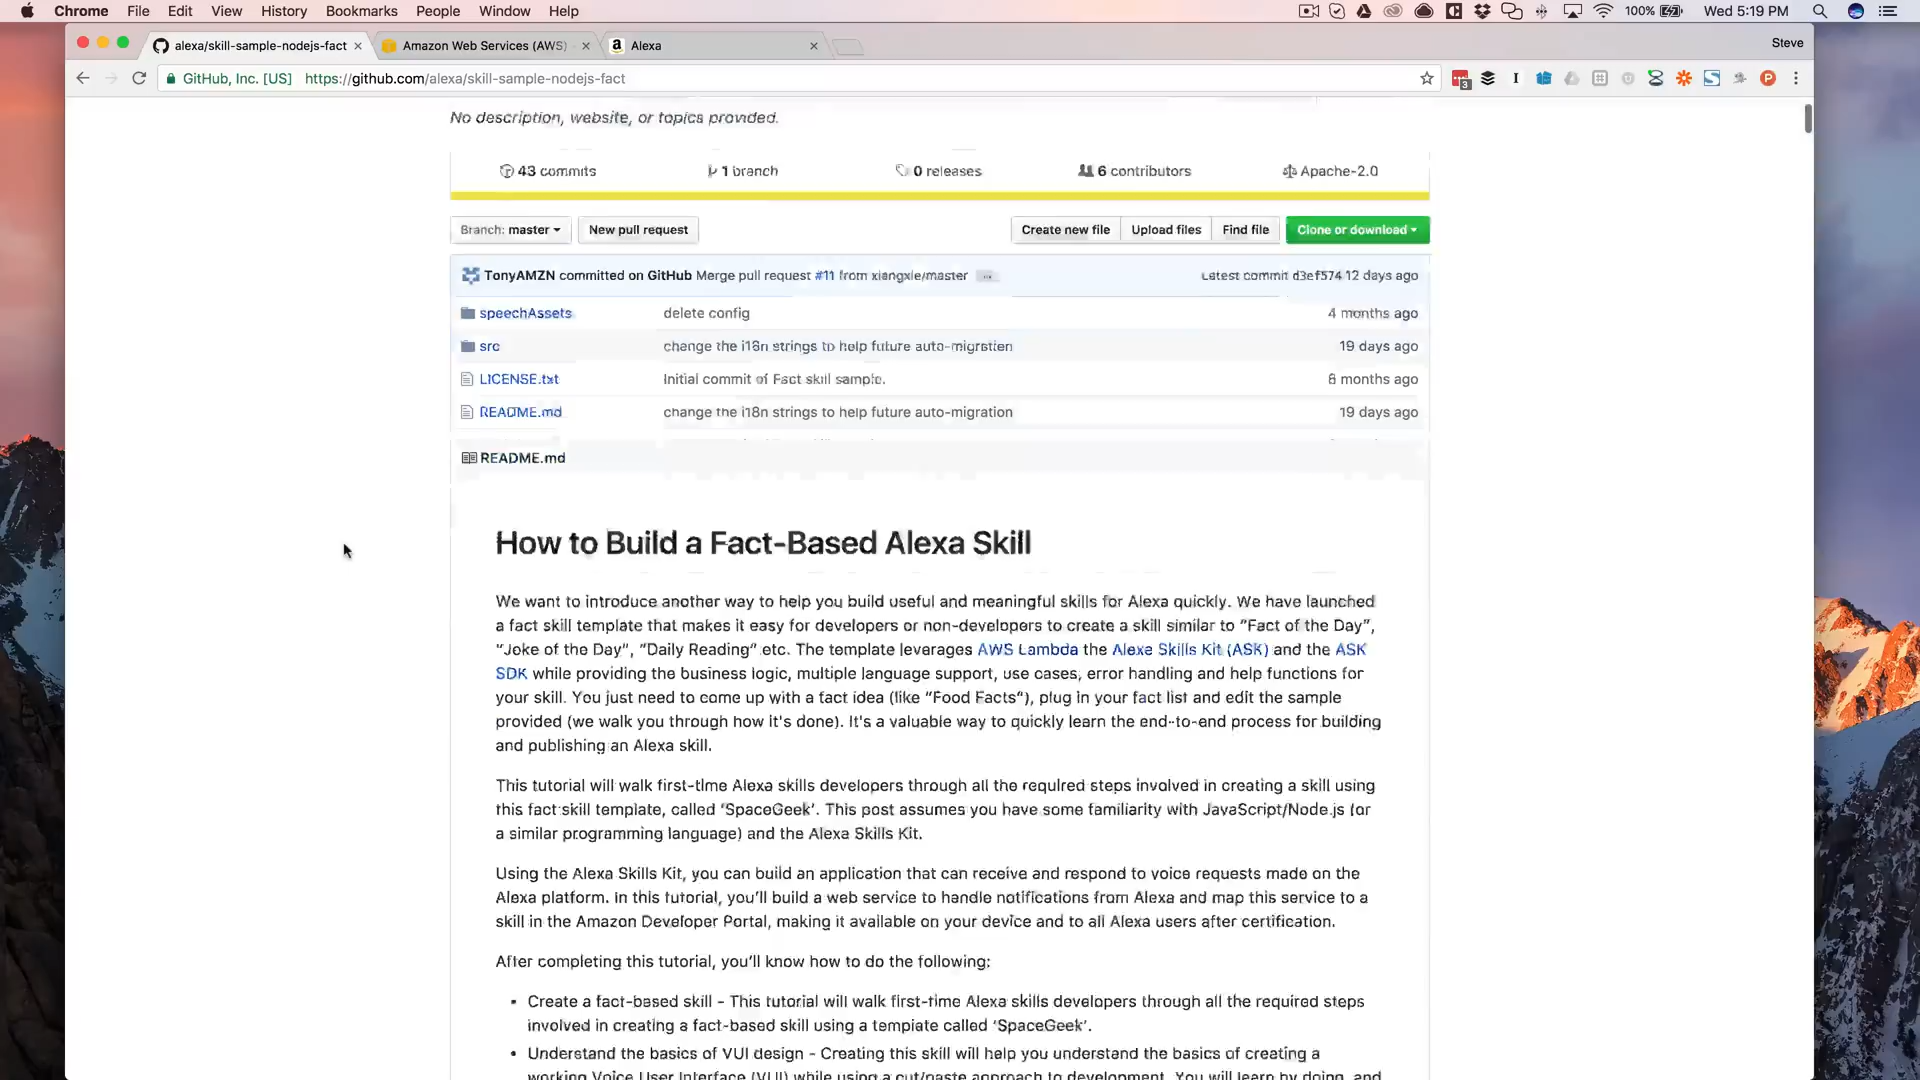 Chrome File Edit View History Bookmarks People Window Help 100% Wed 5:19 PM
alexa/skill-sample-nodejs-fact Amazon Web Services (AWS) Alexa Steve
GitHub, Inc. [US] https://github.com/alexa/skill-sample-nodejs-fact 3
No description, website, or topics provided.
43 commits 1 branch 0 releases 6 contributors Apache-2.0
Branch: master New pull request Create new file Upload files Find file Clone or download
TonyAMZN committed on GitHub Merge pull request #11 from xiangxie/master ... Latest commit d3ef574 12 days ago
speechAssets delete config 4 months ago
src change the i18n strings to help future auto-migration 19 days ago
LICENSE.txt Initial commit of Fact skill sample. months ago
README.md change the i18n strings to help future auto-migration 19 days ago
README.md
How to Build a Fact-Based Alexa Skill
We want to introduce another way to help you build useful and meaningful skills for Alexa quickly. We have launched
a fact skill template that makes it easy for developers or non-developers to create a skill similar to "Fact of the Day",
"Joke of the Day", "Daily Reading" etc. The template leverages AWS Lambda the Alexa Skills Kit (ASK) and the ASK
SDK while providing the business logic, multiple language support, use cases, error handling and help functions for
your skill. You just need to come up with a fact idea (like "Food Facts"), plug in your fact list and edit the sample
provided (we walk you through how it's done). It's a valuable way to quickly learn the end-to-end process for building
and publishing an Alexa skill.
This tutorial will walk first-time Alexa skills developers through all the required steps involved in creating a skill using
this fact skill template, called 'SpaceGeek'. This post assumes you have some familiarity with JavaScript/Node.js (or
a similar programming language) and the Alexa Skills Kit.
Using the Alexa Skills Kit, you can build an application that can receive and respond to voice requests made on the
Alexa platform. In this tutorial, you'll build a web service to handle notifications from Alexa and map this service to a
skill in the Amazon Developer Portal, making it available on your device and to all Alexa users after certification.
After completing this tutorial, you'll know how to do the following:
• Create a fact-based skill - This tutorial will walk first-time Alexa skills developers through all the required steps
involved in creating a fact-based skill using a template called 'SpaceGeek'.
• Understand the basics of VUI design - Creating this skill will help you understand the basics of creating a
working Voice User Interface (VUI) while using a cut/paste approach to development. You will learn by doing, and